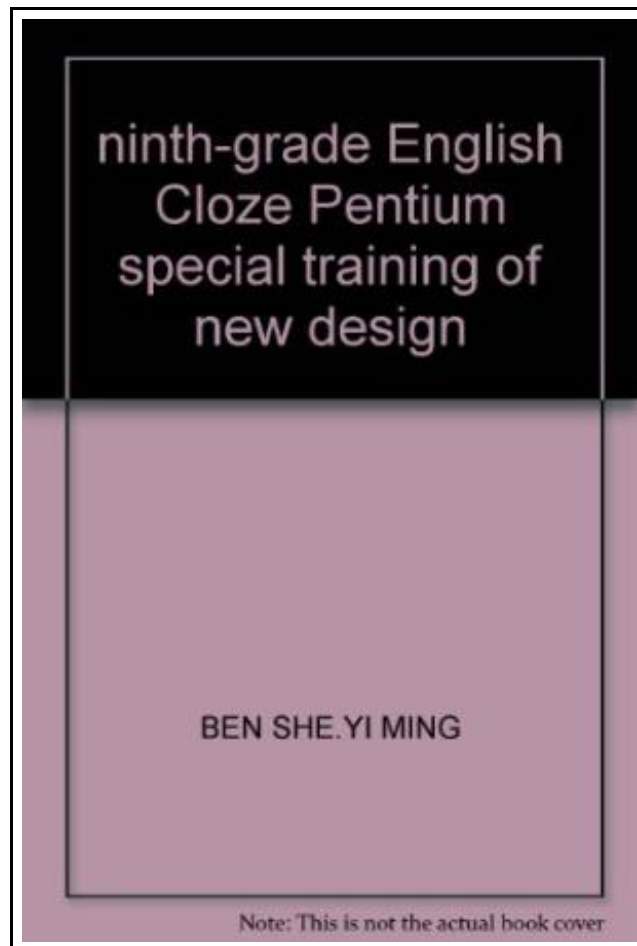 ninth-grade English
Cloze Pentium
special training of
new design
BEN SHE.YI MING
Note: This is not the actual book cover